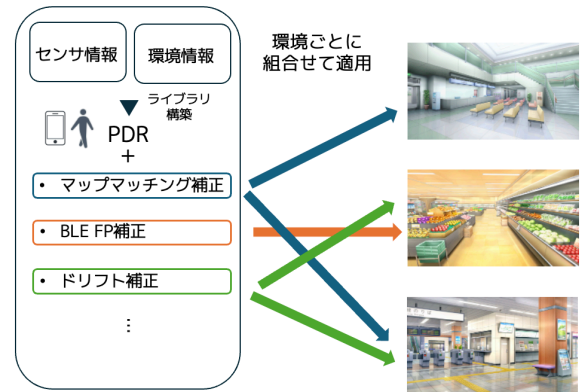 センサ情報
環境情報
ライブラリ
構築
PDR
+
• マップマッチング補正
• BLE FP補正
• ドリフト補正
⋮
環境ごとに
組合せて適用